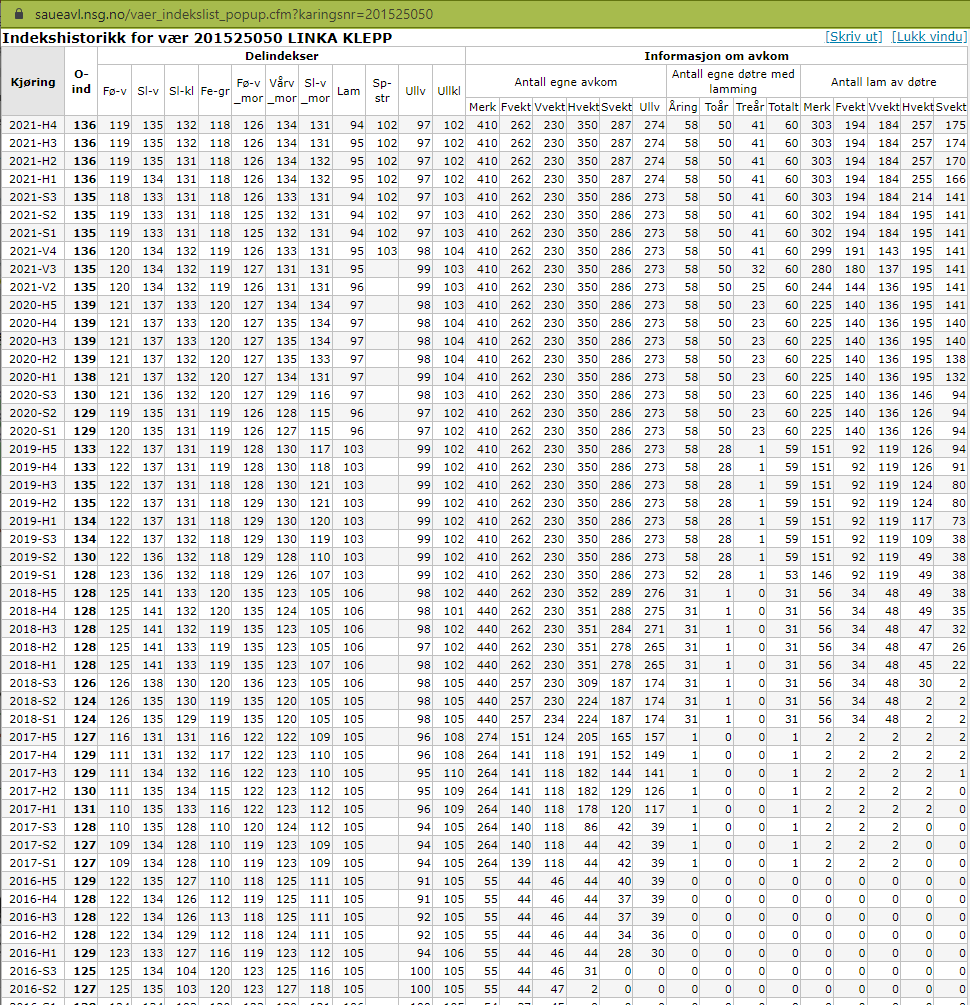 saueavl.nsg.no/vaer_indekslist_popup.cfm?karingsnr=201525050
Indekshistorikk for vær 201525050 LINKA KLEPP [Skriv ut] [Lukk vindu]
Kjøring O-ind Delindekser Informasjon om avkom
Antall egne avkom Antall egne døtre med lamming Antall lam av døtre
Fø-v Sl-v Sl-kl Fe-gr Fø-v_mor Vårv_mor Sl-v_mor Lam Sp-str Ullv Ullkl
Merk Fvekt Vvekt Hvekt Svekt Ullv Åring Toår Treår Totalt Merk Fvekt Vvekt Hvekt Svekt
2021-H4 136 119 135 132 118 126 134 131 94 102 97 102 410 262 230 350 287 274 58 50 41 60 303 194 184 257 175
2021-H3 136 119 135 132 118 126 134 131 95 102 97 102 410 262 230 350 287 274 58 50 41 60 303 194 184 257 174
2021-H2 136 119 135 131 118 126 134 132 95 102 97 102 410 262 230 350 287 274 58 50 41 60 303 194 184 257 170
2021-H1 136 119 134 131 118 126 134 132 95 102 97 102 410 262 230 350 287 274 58 50 41 60 303 194 184 255 166
2021-S3 135 118 133 131 118 126 133 131 94 102 97 103 410 262 230 350 286 273 58 50 41 60 303 194 184 214 141
2021-S2 135 119 133 131 118 125 132 131 94 102 97 103 410 262 230 350 286 273 58 50 41 60 302 194 184 195 141
2021-S1 135 119 133 131 118 125 132 131 94 102 97 103 410 262 230 350 286 273 58 50 41 60 302 194 184 195 141
2021-V4 136 120 134 132 119 126 133 131 95 103 98 104 410 262 230 350 286 273 58 50 41 60 299 191 143 195 141
2021-V3 135 120 134 132 119 127 131 131 95 99 103 410 262 230 350 286 273 58 50 32 60 280 180 137 195 141
2021-V2 135 120 134 132 119 126 131 131 96 99 103 410 262 230 350 286 273 58 50 25 60 244 144 136 195 141
2020-H5 139 121 137 133 120 127 134 134 97 98 103 410 262 230 350 286 273 58 50 23 60 225 140 136 195 141
2020-H4 139 121 137 133 120 127 135 134 97 98 104 410 262 230 350 286 273 58 50 23 60 225 140 136 195 140
2020-H3 139 121 137 133 120 127 135 134 97 98 104 410 262 230 350 286 273 58 50 23 60 225 140 136 195 140
2020-H2 139 121 137 132 120 127 135 133 97 98 104 410 262 230 350 286 273 58 50 23 60 225 140 136 195 138
2020-H1 138 121 137 132 120 127 134 131 97 99 104 410 262 230 350 286 273 58 50 23 60 225 140 136 195 132
2020-S3 130 121 136 132 120 127 129 116 97 98 103 410 262 230 350 286 273 58 50 23 60 225 140 136 146 94
2020-S2 129 119 135 131 119 126 128 115 96 97 102 410 262 230 350 286 273 58 50 23 60 225 140 136 126 94
2020-S1 129 120 135 131 119 126 127 115 96 97 102 410 262 230 350 286 273 58 50 23 60 225 140 136 126 94
2019-H5 133 122 137 131 119 128 130 117 103 99 102 410 262 230 350 286 273 58 28 1 59 151 92 119 126 94
2019-H4 133 122 137 131 119 128 130 118 103 99 102 410 262 230 350 286 273 58 28 1 59 151 92 119 126 91
2019-H3 135 122 137 131 118 128 130 121 103 99 102 410 262 230 350 286 273 58 28 1 59 151 92 119 124 80
2019-H2 135 122 137 131 118 128 130 121 103 99 102 410 262 230 350 286 273 58 28 1 59 151 92 119 124 80
2019-H1 134 122 137 131 118 129 130 120 103 99 102 410 262 230 350 286 273 58 28 1 59 151 92 119 117 73
2019-S3 134 122 137 132 118 129 130 119 103 99 102 410 262 230 350 286 273 58 28 1 59 151 92 119 109 38
2019-S2 130 122 136 132 118 129 128 110 103 99 102 410 262 230 350 286 273 58 28 1 59 151 92 119 49 38
2019-S1 128 123 136 132 118 129 126 107 103 99 102 410 262 230 350 286 273 52 28 1 53 146 92 119 49 38
2018-H5 128 125 141 133 120 135 123 105 106 98 102 440 262 230 352 289 276 31 1 0 31 56 34 48 49 38
2018-H4 128 125 141 132 120 135 124 105 106 98 101 440 262 230 351 288 275 31 1 0 31 56 34 48 49 35
2018-H3 128 125 141 132 119 135 123 105 106 98 102 440 262 230 351 284 271 31 1 0 31 56 34 48 47 32
2018-H2 128 125 141 133 119 135 123 105 106 97 102 440 262 230 351 278 265 31 1 0 31 56 34 48 47 26
2018-H1 128 125 141 133 119 135 123 107 106 98 102 440 262 230 351 278 265 31 1 0 31 56 34 48 45 22
2018-S3 126 126 138 130 120 136 123 105 106 98 105 440 257 230 309 187 174 31 1 0 31 56 34 48 30 2
2018-S2 124 126 135 130 119 135 120 105 105 98 105 440 257 230 224 187 174 31 1 0 31 56 34 48 2 2
2018-S1 124 126 135 129 119 135 120 105 105 98 105 440 257 234 224 187 174 31 1 0 31 56 34 48 2 2
2017-H5 127 116 131 131 116 122 122 109 105 96 108 274 151 124 205 165 157 1 0 0 1 2 2 2 2 2
2017-H4 129 111 131 132 117 122 123 110 105 96 108 264 141 118 191 152 149 1 0 0 1 2 2 2 2 2
2017-H3 129 111 134 132 116 122 123 110 105 95 110 264 141 118 182 144 141 1 0 0 1 2 2 2 2 1
2017-H2 130 111 135 134 115 122 123 112 105 95 109 264 141 118 182 129 126 1 0 0 1 2 2 2 2 0
2017-H1 131 110 135 133 116 122 123 112 105 96 109 264 140 118 178 120 117 1 0 0 1 2 2 2 2 0
2017-S3 128 110 135 128 110 120 124 112 105 94 105 264 140 118 86 42 39 1 0 0 1 2 2 2 0 0
2017-S2 127 109 134 128 110 119 123 109 105 94 105 264 140 118 44 42 39 1 0 0 1 2 2 2 0 0
2017-S1 127 109 134 128 110 119 123 109 105 94 105 264 139 118 44 42 39 1 0 0 1 2 2 2 0 0
2016-H5 129 122 135 127 110 118 125 111 105 91 105 55 44 46 44 40 39 0 0 0 0 0 0 0 0 0
2016-H4 128 122 134 126 112 119 125 111 105 91 105 55 44 46 44 37 39 0 0 0 0 0 0 0 0 0
2016-H3 128 122 134 126 113 118 125 111 105 92 105 55 44 46 44 37 39 0 0 0 0 0 0 0 0 0
2016-H2 128 122 134 129 112 118 124 111 105 92 105 55 44 46 44 34 36 0 0 0 0 0 0 0 0 0
2016-H1 129 123 133 127 116 119 123 112 105 94 106 55 44 46 44 28 30 0 0 0 0 0 0 0 0 0
2016-S3 125 125 134 104 120 123 125 116 105 100 105 55 44 46 31 0 0 0 0 0 0 0 0 0 0 0
2016-S2 127 125 135 103 120 123 127 118 105 100 105 55 44 47 2 0 0 0 0 0 0 0 0 0 0 0